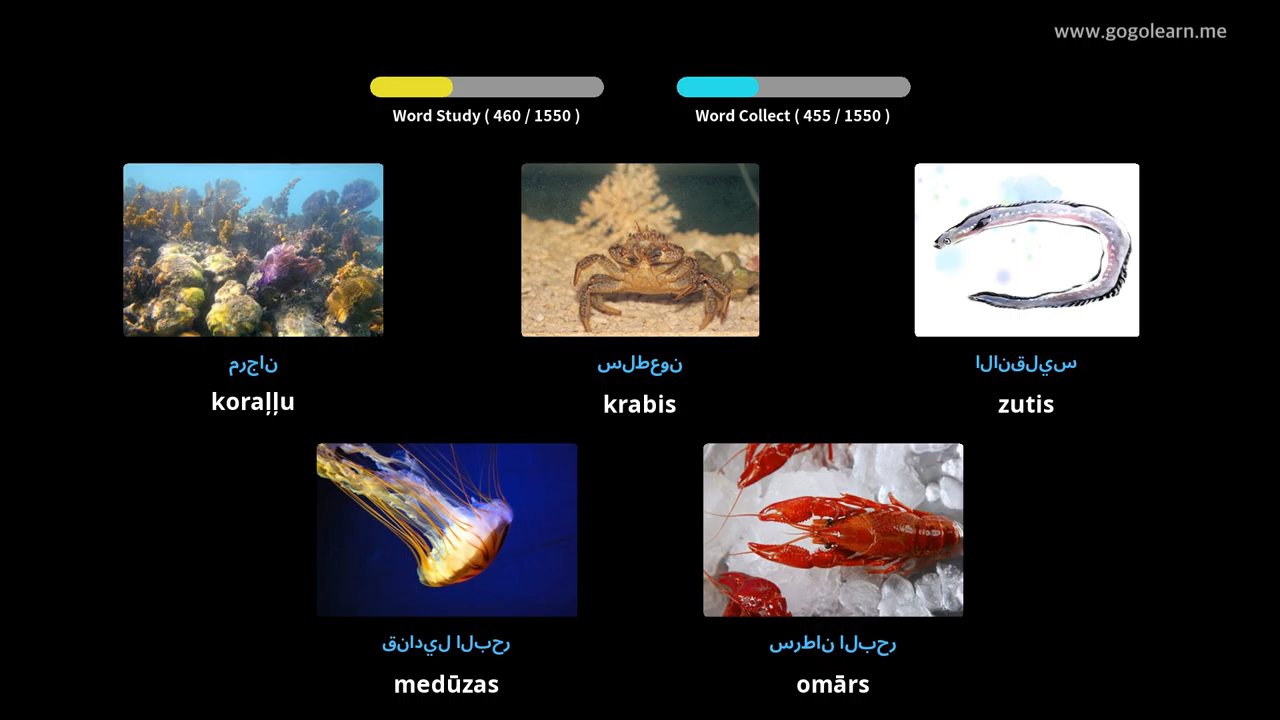 www.gogolearn.me
Word Study ( 460 / 1550 )
Word Collect ( 455 / 1550 )
مرجان
سلطعون
الانقليس
koraļļu
krabis
zutis
قناديل البحر
سرطان البحر
medūzas
omārs